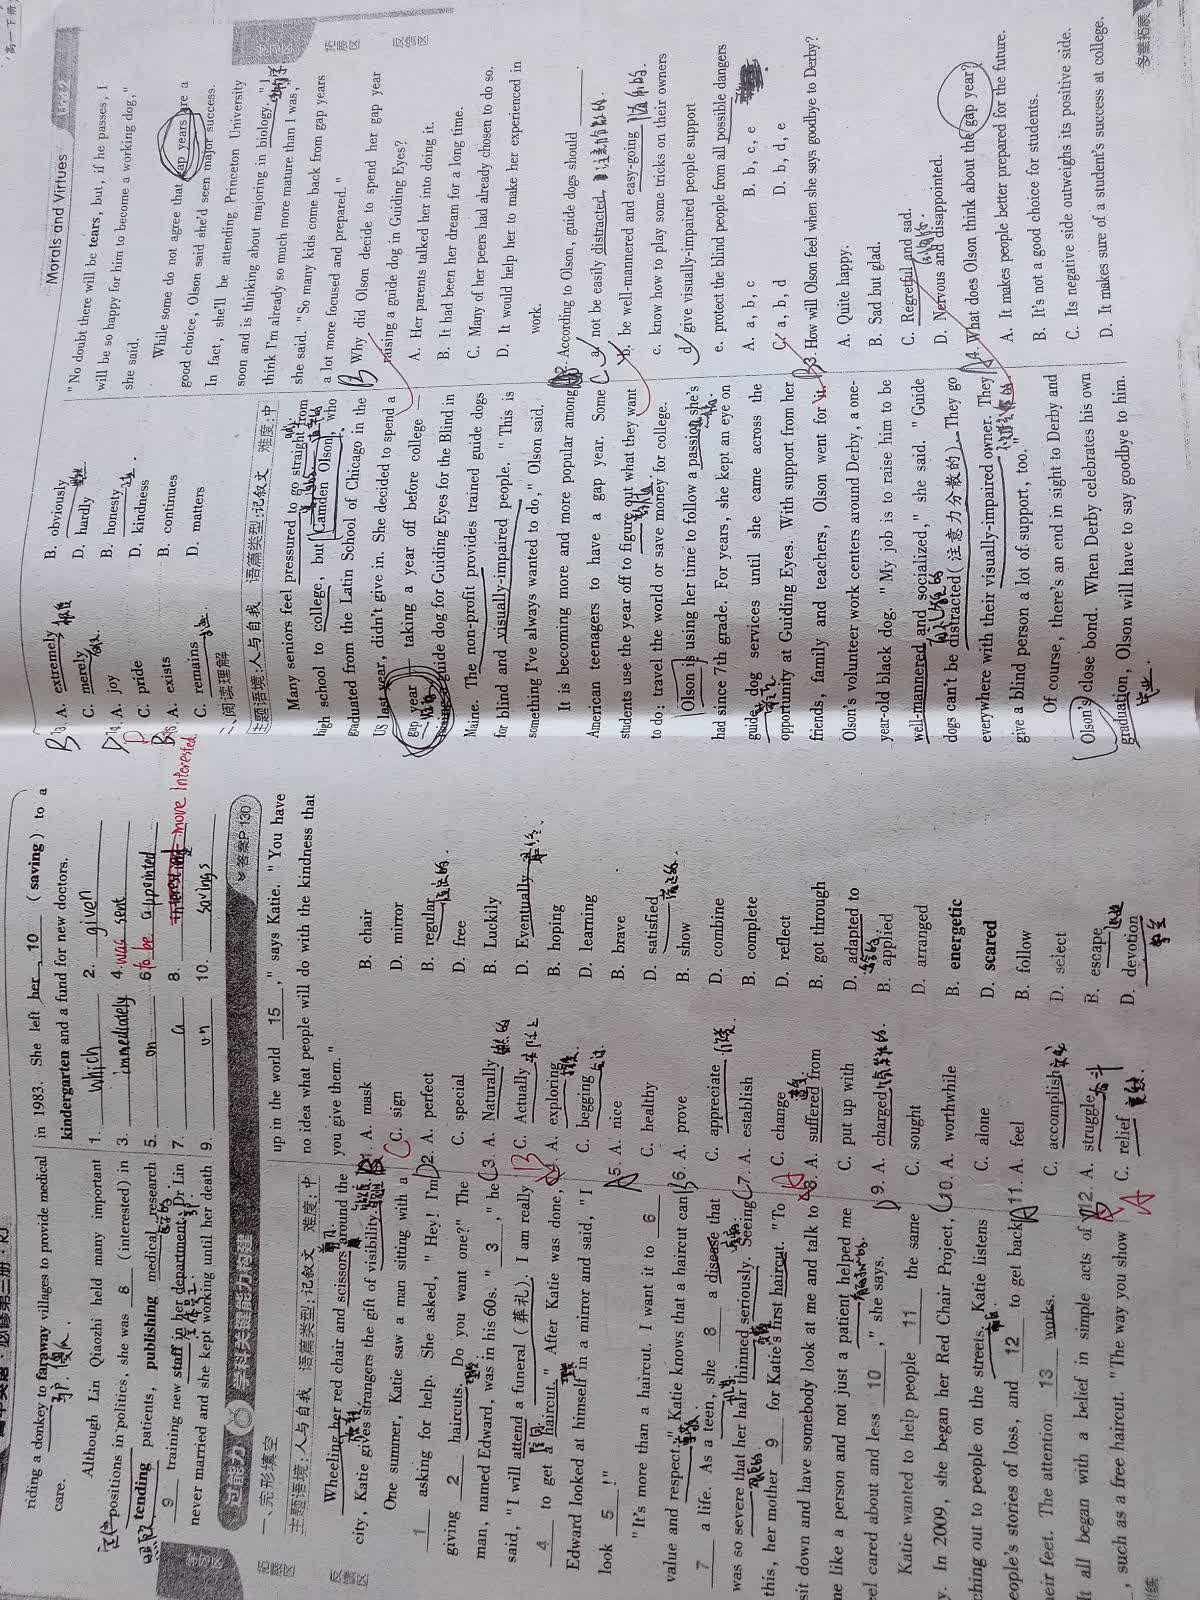 高中英语·必修第二册·RJ
riding a donkey to faraway villages to provide medical
care.
Although Lin Qiaozhi held many important
positions in politics, she was 8 (interested) in
tending patients, publishing medical research
9 training new staff in her department. Dr Lin
never married and she kept working until her death
in 1983. She left her 10 (saving) to a
kindergarten and a fund for new doctors.
1. which 2. given
3. immediately 4. was sent
5. on 6. to be appointed
7. a 8. more interested
9. 10. savings
学科关键能力构建
答案P 130
一、完形填空
主题语境:人与自我 语篇类型:记叙文 难度:中
Wheeling her red chair and scissors around the
city, Katie gives strangers the gift of visibility.
One summer, Katie saw a man sitting with a
1 asking for help. She asked, "Hey! I'm
giving 2 haircuts. Do you want one?" The
man, named Edward, was in his 60s. " 3 ," he
said, "I will attend a funeral (葬礼). I am really
4 to get a haircut." After Katie was done,
Edward looked at himself in a mirror and said, "I
look 5 !"
"It's more than a haircut. I want it to 6
value and respect." Katie knows that a haircut can
7 a life. As a teen, she 8 a disease that
was so severe that her hair thinned seriously. Seeing
this, her mother 9 for Katie's first haircut. "To
sit down and have somebody look at me and talk to
me like a person and not just a patient helped me
feel cared about and less 10 ," she says.
Katie wanted to help people 11 the same
y. In 2009, she began her Red Chair Project,
ching out to people on the streets. Katie listens
people's stories of loss, and 12 to get back
heir feet. The attention 13 works.
It all began with a belief in simple acts of
, such as a free haircut. "The way you show
up in the world 15 ," says Katie. "You have
no idea what people will do with the kindness that
you give them."
1. A. mask B. chair
C. sign D. mirror
2. A. perfect B. regular
C. special D. free
3. A. Naturally B. Luckily
C. Actually D. Eventually
4. A. exploring B. hoping
C. begging D. learning
5. A. nice B. brave
C. healthy D. satisfied
6. A. prove B. show
C. appreciate D. combine
7. A. establish B. complete
C. change D. reflect
8. A. suffered from B. got through
C. put up with D. adapted to
9. A. charged B. applied
C. sought D. arranged
10. A. worthwhile B. energetic
C. alone D. scared
11. A. feel B. follow
C. accomplish D. select
12. A. struggle B. escape
C. relief D. devotion
Morals and Virtues
A. extremely B. obviously
C. merely D. hardly
14. A. joy B. honesty
C. pride D. kindness
15. A. exists B. continues
C. remains D. matters
二、阅读理解
主题语境:人与自我 语篇类型:记叙文 难度:中
Many seniors feel pressured to go straight from
high school to college, but Camden Olson, who
graduated from the Latin School of Chicago in the
US last year, didn't give in. She decided to spend a
gap year — taking a year off before college —
raising a guide dog for Guiding Eyes for the Blind in
Maine. The non-profit provides trained guide dogs
for blind and visually-impaired people. "This is
something I've always wanted to do," Olson said.
It is becoming more and more popular among
American teenagers to have a gap year. Some
students use the year off to figure out what they want
to do; travel the world or save money for college.
Olson is using her time to follow a passion she's
had since 7th grade. For years, she kept an eye on
guide dog services until she came across the
opportunity at Guiding Eyes. With support from her
friends, family and teachers, Olson went for it.
Olson's volunteer work centers around Derby, a one-
year-old black dog. "My job is to raise him to be
well-mannered and socialized," she said. "Guide
dogs can't be distracted (注意力分散的). They go
everywhere with their visually-impaired owner. They
give a blind person a lot of support, too."
Of course, there's an end in sight to Derby and
Olson's close bond. When Derby celebrates his own
graduation, Olson will have to say goodbye to him.
毕业
"No doubt there will be tears, but, if he passes, I
will be so happy for him to become a working dog,"
she said.
While some do not agree that gap years are a
good choice, Olson said she'd seen major success.
In fact, she'll be attending Princeton University
soon and is thinking about majoring in biology. "I
think I'm already so much more mature than I was,"
she said. "So many kids come back from gap years
a lot more focused and prepared."
1. Why did Olson decide to spend her gap year
raising a guide dog in Guiding Eyes?
A. Her parents talked her into doing it.
B. It had been her dream for a long time.
C. Many of her peers had already chosen to do so.
D. It would help her to make her experienced in
work.
2. According to Olson, guide dogs should ____
a. not be easily distracted
b. be well-mannered and easy-going
c. know how to play some tricks on their owners
d. give visually-impaired people support
e. protect the blind people from all possible dangers
A. a, b, c B. b, c, e
C. a, b, d D. b, d, e
3. How will Olson feel when she says goodbye to Derby?
A. Quite happy.
B. Sad but glad.
C. Regretful and sad.
D. Nervous and disappointed.
4. What does Olson think about the gap year?
A. It makes people better prepared for the future.
B. It's not a good choice for students.
C. Its negative side outweighs its positive side.
D. It makes sure of a student's success at college.